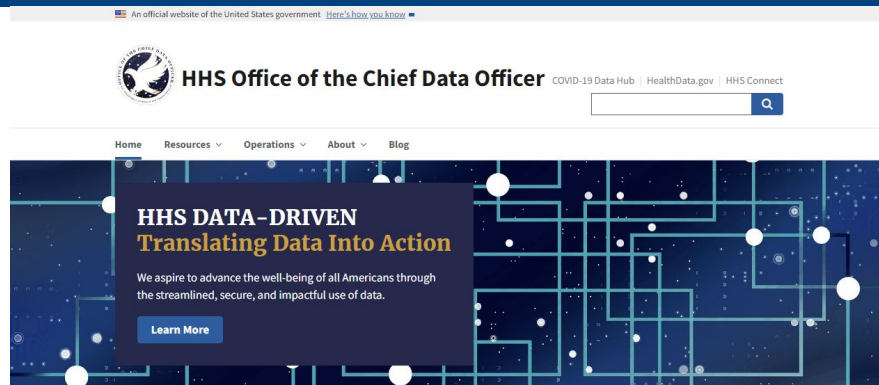 An official website of the United States government Here's how you know
HHS Office of the Chief Data Officer
COVID-19 Data Hub | HealthData.gov | HHS Connect
Home Resources Operations About Blog
HHS DATA-DRIVEN
Translating Data Into Action
We aspire to advance the well-being of all Americans through
the streamlined, secure, and impactful use of data.
Learn More